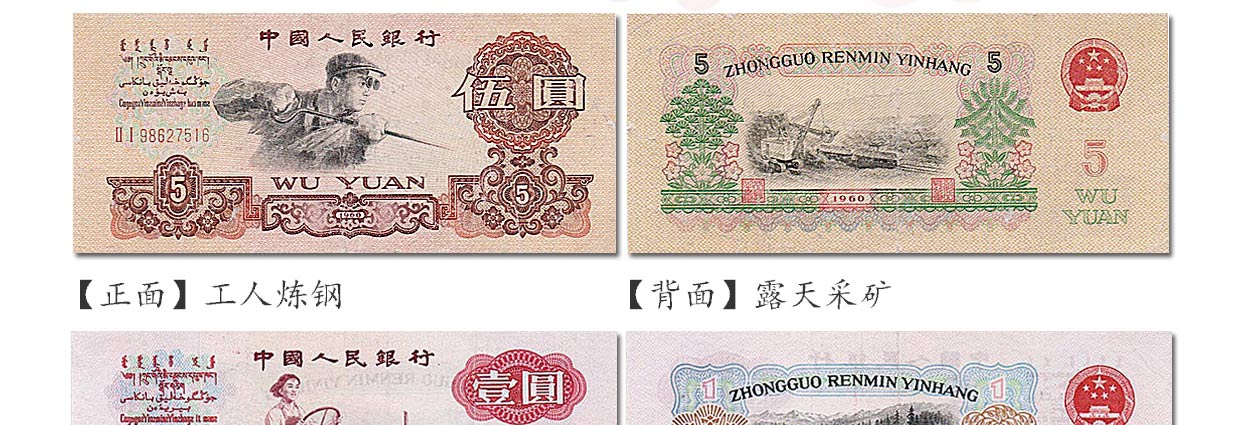 中國人民銀行
伍圓
II I 98627516
5
WU YUAN
5
1960
5 ZHONGGUO RENMIN YINHANG 5
5
WU
YUAN
1960
【正面】工人炼钢
【背面】露天采矿
中國人民銀行
壹圓
1 ZHONGGUO RENMIN YINHANG 1